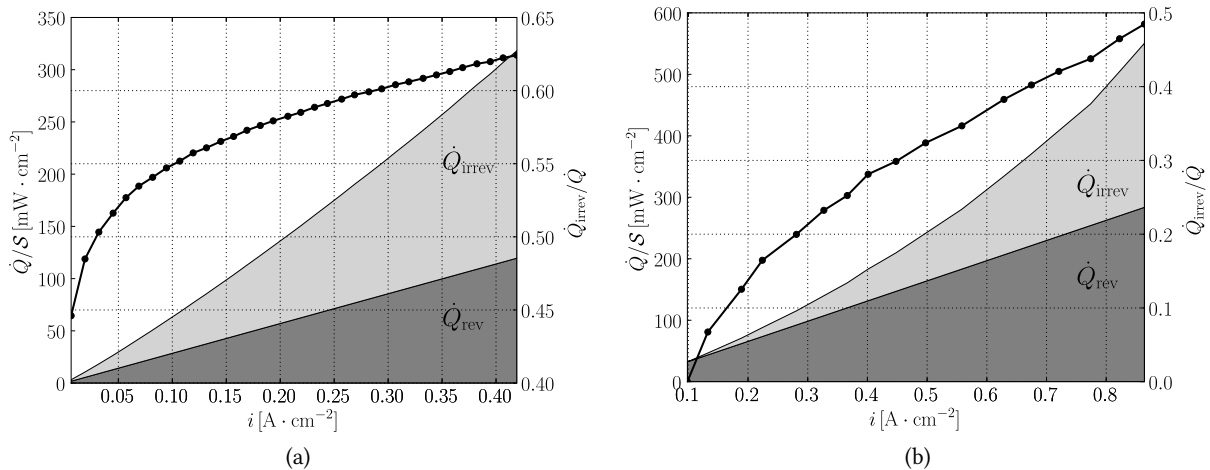 350
300
250
200
150
100
50
0
Q̇/𝒮 [mW · cm⁻²]
0.65
0.60
0.55
0.50
0.45
0.40
Q̇irrev/Q̇
Q̇irrev
Q̇rev
0.05 0.10 0.15 0.20 0.25 0.30 0.35 0.40
i [A · cm⁻²]
(a)
600
500
400
300
200
100
0
Q̇/𝒮 [mW · cm⁻²]
0.5
0.4
0.3
0.2
0.1
0.0
Q̇irrev/Q̇
Q̇irrev
Q̇rev
0.1 0.2 0.3 0.4 0.5 0.6 0.7 0.8
i [A · cm⁻²]
(b)